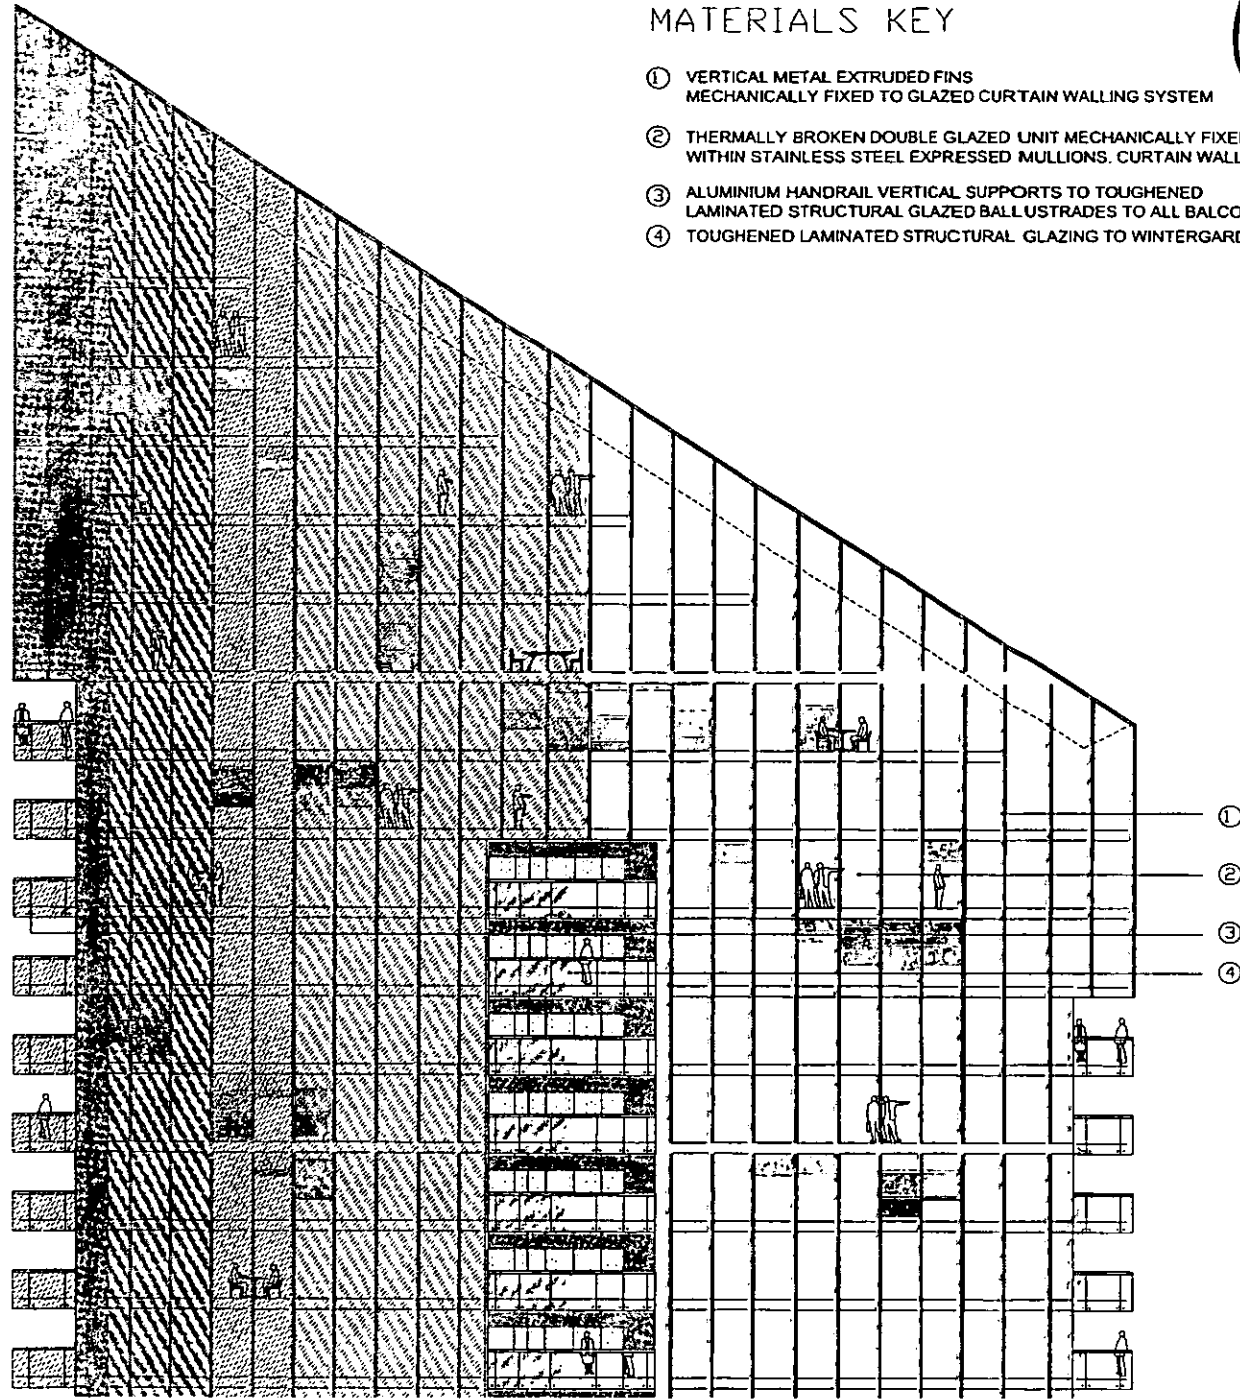 MATERIALS KEY
① VERTICAL METAL EXTRUDED FINS
MECHANICALLY FIXED TO GLAZED CURTAIN WALLING SYSTEM
② THERMALLY BROKEN DOUBLE GLAZED UNIT MECHANICALLY FIXE
WITHIN STAINLESS STEEL EXPRESSED MULLIONS. CURTAIN WALL
③ ALUMINIUM HANDRAIL VERTICAL SUPPORTS TO TOUGHENED
LAMINATED STRUCTURAL GLAZED BALLUSTRADES TO ALL BALCO
④ TOUGHENED LAMINATED STRUCTURAL GLAZING TO WINTERGARD
①
②
③
④